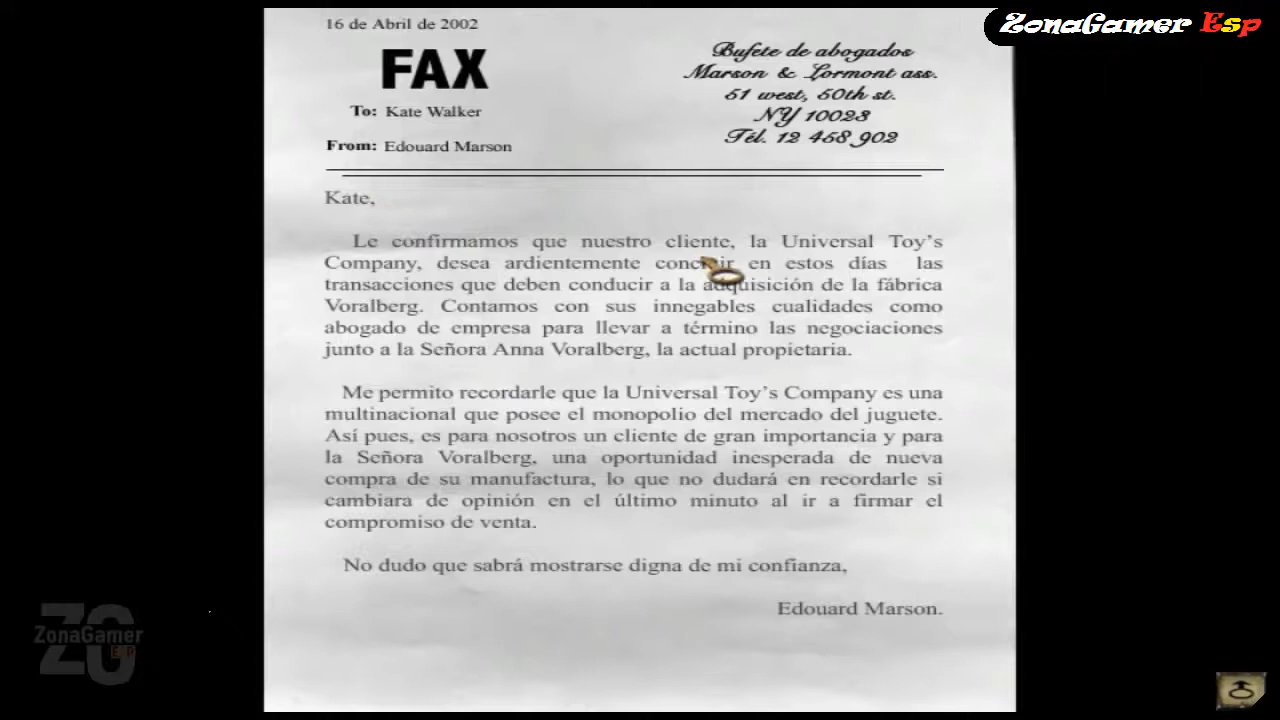 16 de Abril de 2002
ZonaGamer Esp
FAX
Bufete de abogados
Marson & Lormont ass.
51 west, 50th st.
NY 10023
Tél. 12 458 902
To: Kate Walker
From: Edouard Marson
Kate,
Le confirmamos que nuestro cliente, la Universal Toy's
Company, desea ardientemente concluir en estos días las
transacciones que deben conducir a la adquisición de la fábrica
Voralberg. Contamos con sus innegables cualidades como
abogado de empresa para llevar a término las negociaciones
junto a la Señora Anna Voralberg, la actual propietaria.
Me permito recordarle que la Universal Toy's Company es una
multinacional que posee el monopolio del mercado del juguete.
Así pues, es para nosotros un cliente de gran importancia y para
la Señora Voralberg, una oportunidad inesperada de nueva
compra de su manufactura, lo que no dudará en recordarle si
cambiara de opinión en el último minuto al ir a firmar el
compromiso de venta.
No dudo que sabrá mostrarse digna de mi confianza,
Edouard Marson.
ZG
ZonaGamer
ESP